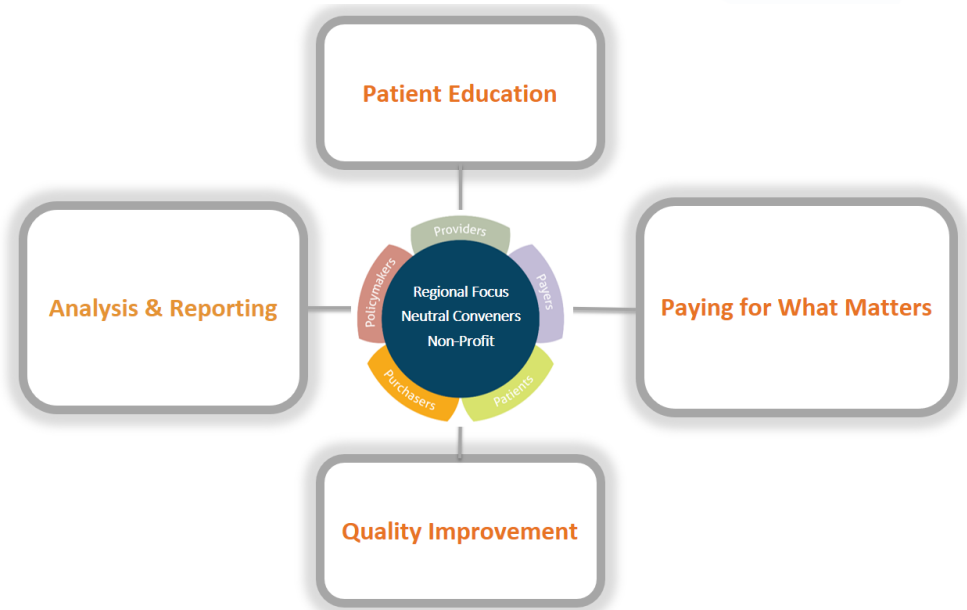 Patient Education
Providers
Policymakers
Payers
Regional Focus
Neutral Conveners
Non-Profit
Analysis & Reporting
Paying for What Matters
Purchasers
Patients
Quality Improvement